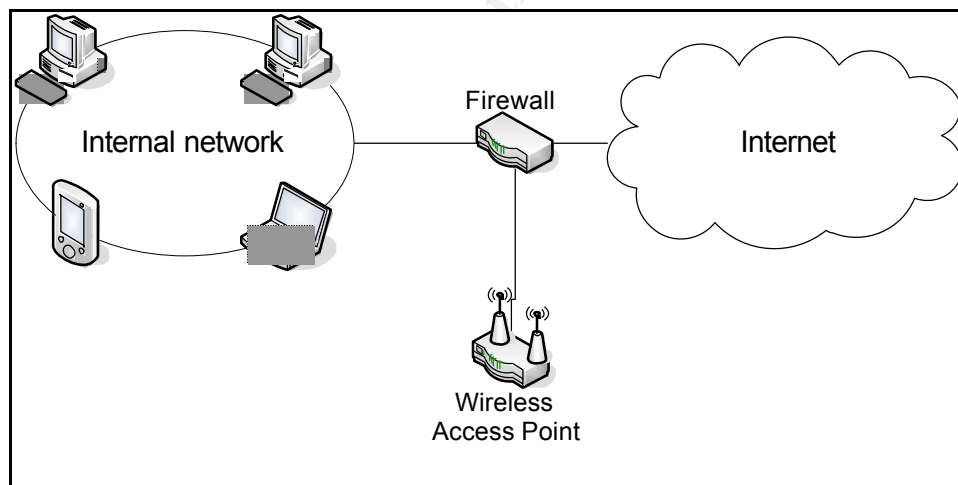 Firewall
Internal network
Internet
Wireless
Access Point